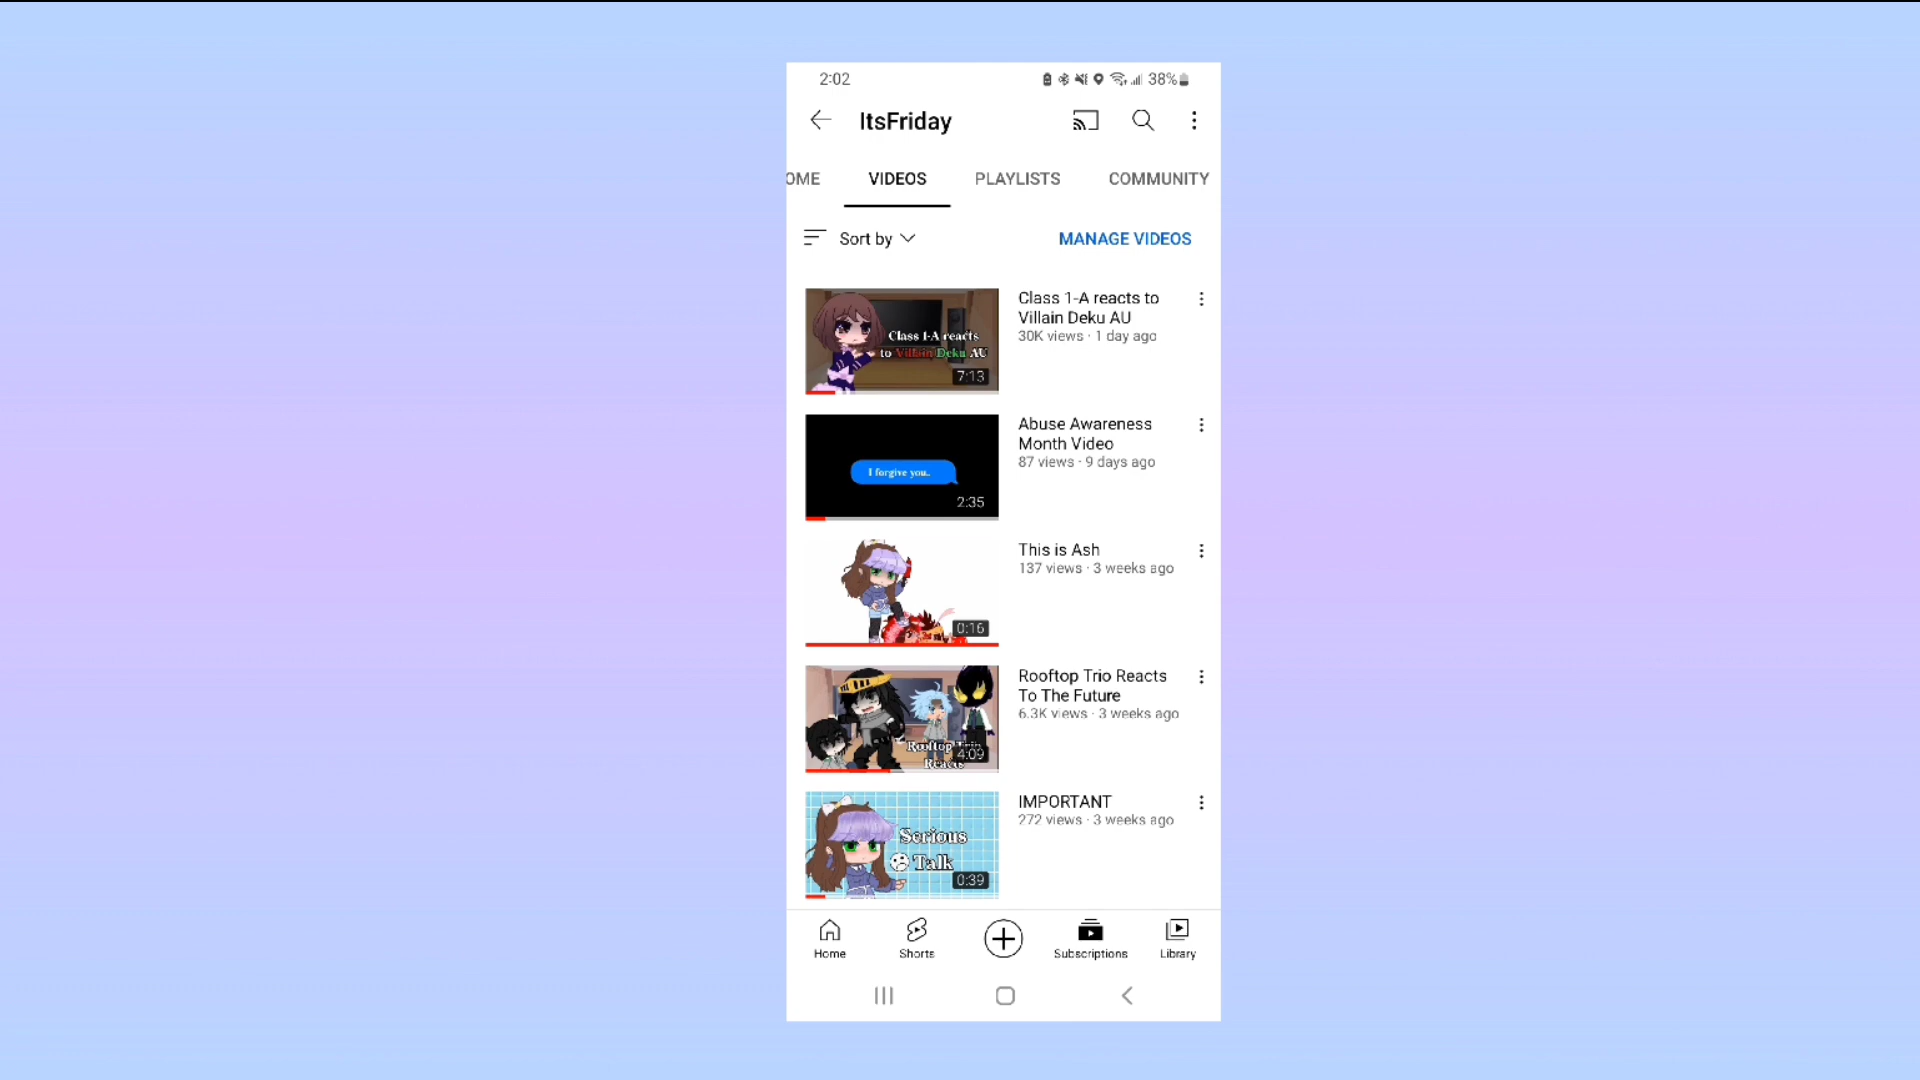 2:02
38%
ItsFriday
OME VIDEOS PLAYLISTS COMMUNITY
Sort by
MANAGE VIDEOS
Class 1-A reacts
to Villain Deku AU
7:13
Class 1-A reacts to
Villain Deku AU
30K views · 1 day ago
I forgive you..
2:35
Abuse Awareness
Month Video
87 views · 9 days ago
0:16
This is Ash
137 views · 3 weeks ago
Rooftop Trio
Reacts
4:09
Rooftop Trio Reacts
To The Future
6.3K views · 3 weeks ago
Serious
Talk
0:39
IMPORTANT
272 views · 3 weeks ago
Home
Shorts
Subscriptions
Library